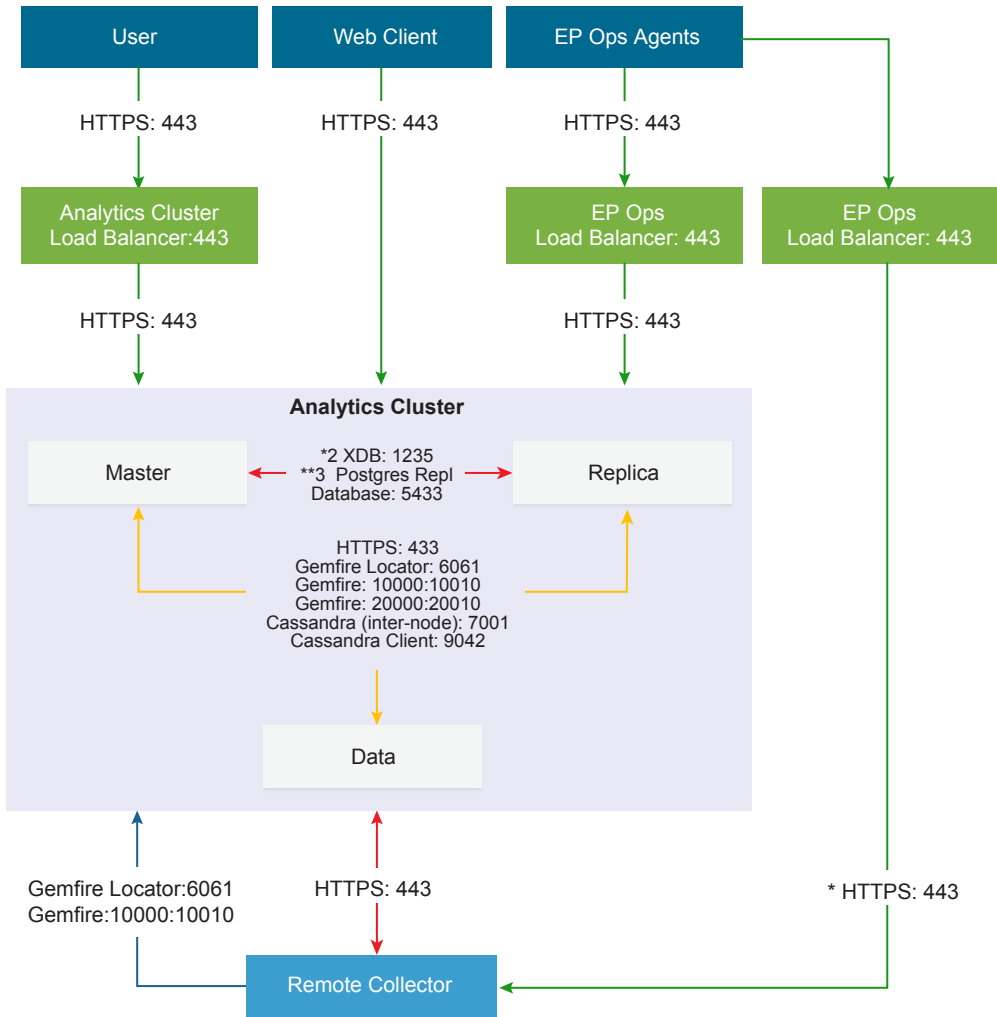 User
Web Client
EP Ops Agents
HTTPS: 443
HTTPS: 443
HTTPS: 443
Analytics Cluster
Load Balancer:443
EP Ops
Load Balancer: 443
EP Ops
Load Balancer: 443
HTTPS: 443
HTTPS: 443
Analytics Cluster
Master
*2 XDB: 1235
**3 Postgres Repl
Database: 5433
Replica
HTTPS: 433
Gemfire Locator: 6061
Gemfire: 10000:10010
Gemfire: 20000:20010
Cassandra (inter-node): 7001
Cassandra Client: 9042
Data
Gemfire Locator:6061
Gemfire:10000:10010
HTTPS: 443
* HTTPS: 443
Remote Collector